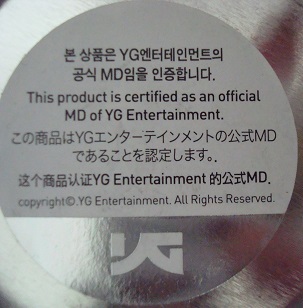 본 상품은 YG엔터테인먼트의
공식 MD임을 인증합니다.
This product is certified as an official
MD of YG Entertainment.
この商品はYGエンターテインメントの公式MD
であることを認定します。.
这个商品认证YG Entertainment 的公式MD.
copyright©.YG Entertainment. All Rights Reserved.
YG